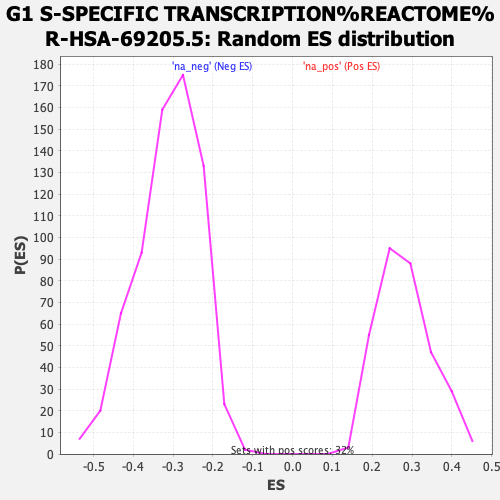 G1 S-SPECIFIC TRANSCRIPTION%REACTOME%
R-HSA-69205.5: Random ES distribution
'na_neg' (Neg ES) 'na_pos' (Pos ES)
180
170
160
150
140
130
120
110
100
90
80
70
60
50
40
30
20
10
0
P(ES)
Sets with pos scores: 32%
-0.5 -0.4 -0.3 -0.2 -0.1 0.0 0.1 0.2 0.3 0.4 0.5
ES